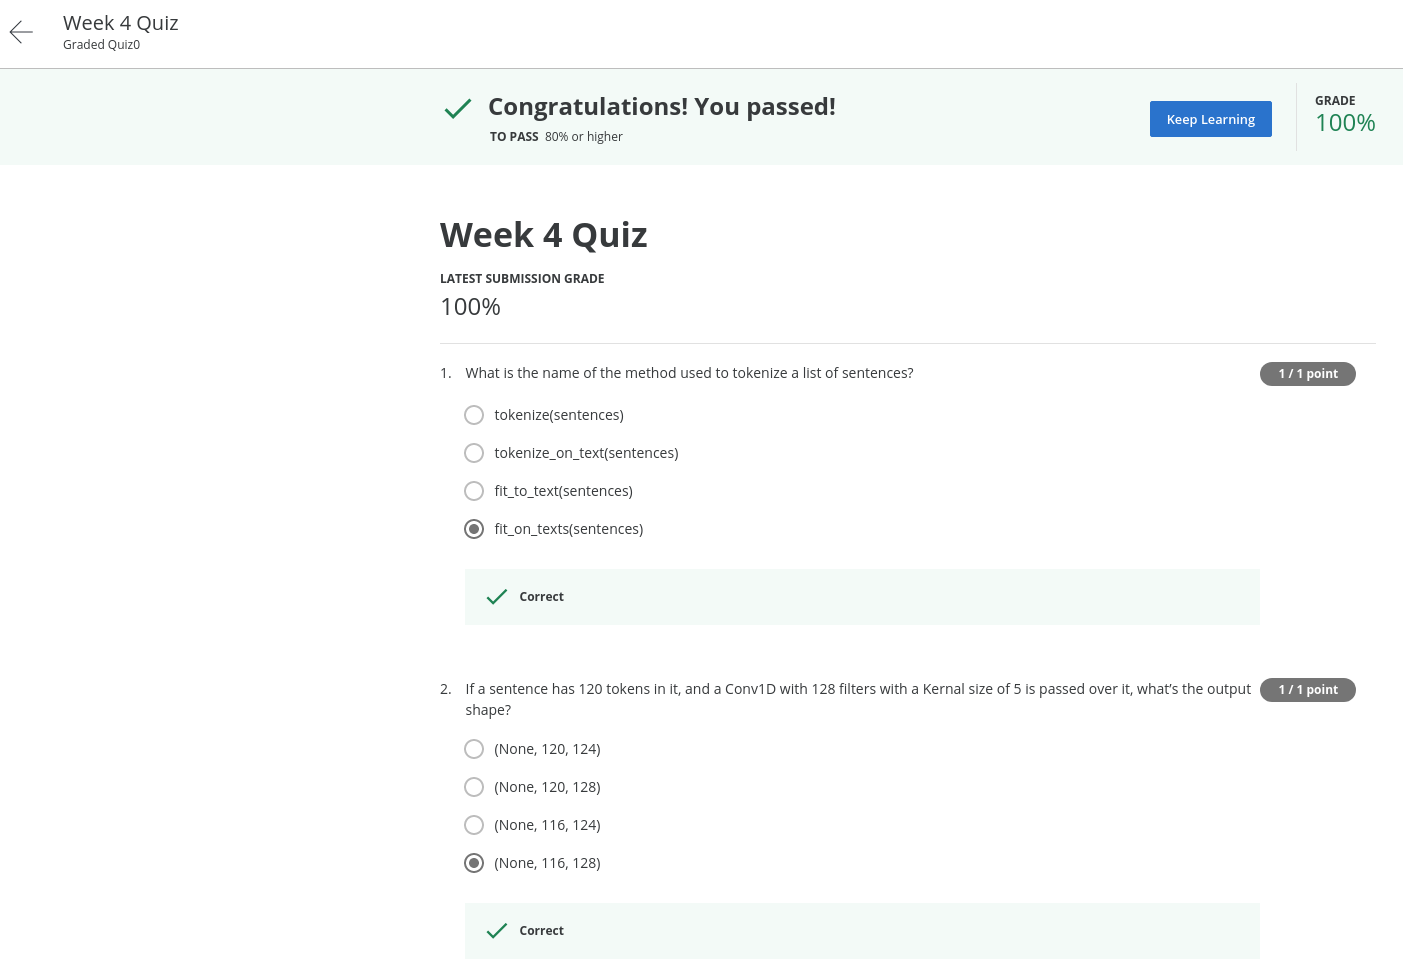 Week 4 Quiz
Graded Quiz0
Congratulations! You passed!
TO PASS 80% or higher
Keep Learning
GRADE
100%
Week 4 Quiz
LATEST SUBMISSION GRADE
100%
1. What is the name of the method used to tokenize a list of sentences?
1 / 1 point
tokenize(sentences)
tokenize_on_text(sentences)
fit_to_text(sentences)
fit_on_texts(sentences)
Correct
2. If a sentence has 120 tokens in it, and a Conv1D with 128 filters with a Kernal size of 5 is passed over it, what's the output
shape?
1 / 1 point
(None, 120, 124)
(None, 120, 128)
(None, 116, 124)
(None, 116, 128)
Correct